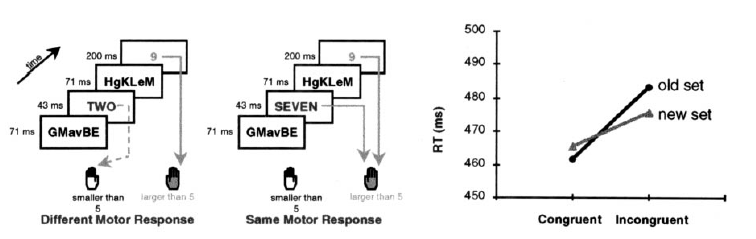 time
200 ms
9
71 ms
HgKLeM
43 ms
TWO
71 ms
GMavBE
smaller than
5
larger than 5
Different Motor Response
200 ms
9
71 ms
HgKLeM
43 ms
SEVEN
71 ms
GMavBE
smaller than
5
larger than 5
Same Motor Response
RT (ms)
500
490
480
470
460
450
old set
new set
Congruent Incongruent